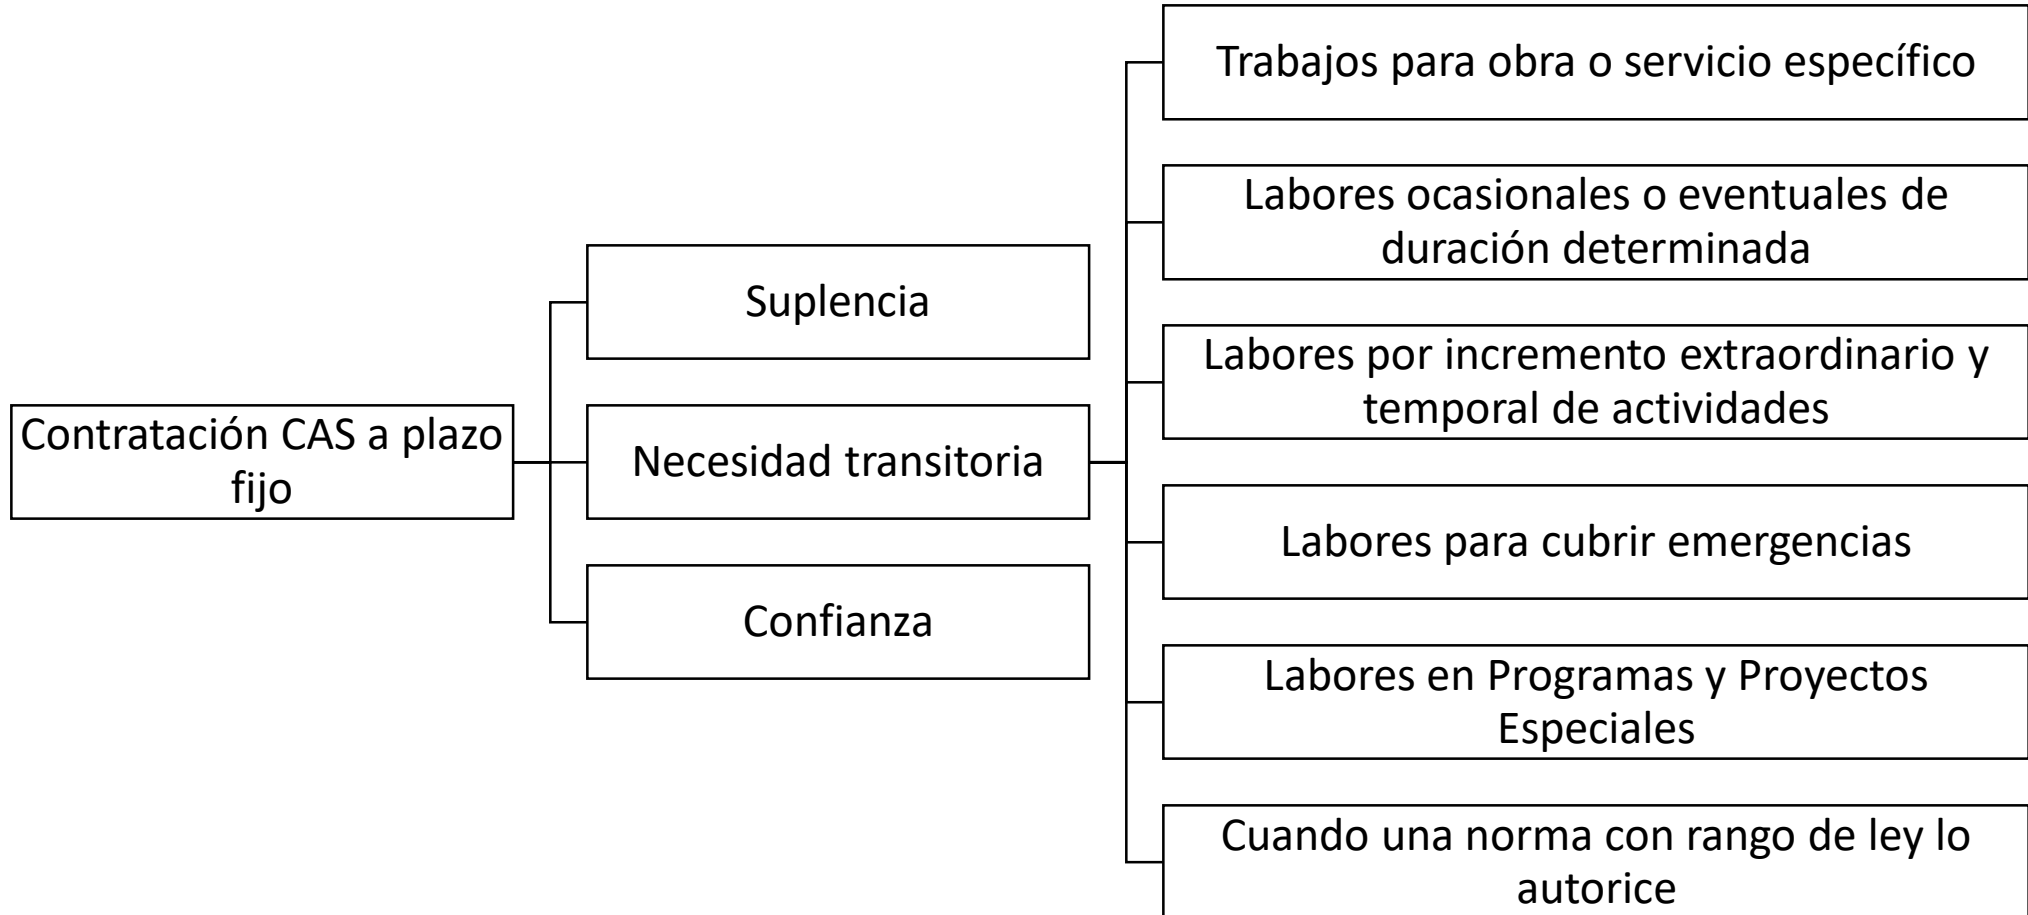 Contratación CAS a plazo
fijo
Suplencia
Necesidad transitoria
Confianza
Trabajos para obra o servicio específico
Labores ocasionales o eventuales de
duración determinada
Labores por incremento extraordinario y
temporal de actividades
Labores para cubrir emergencias
Labores en Programas y Proyectos
Especiales
Cuando una norma con rango de ley lo
autorice